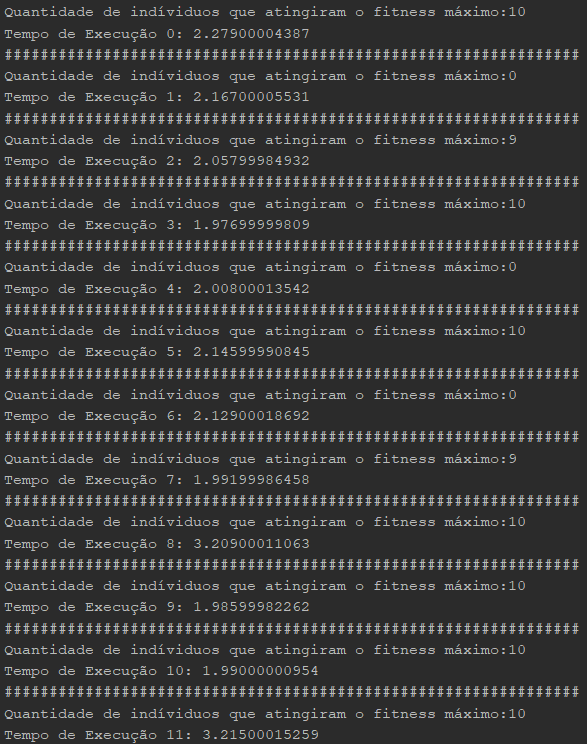 Quantidade de indíviduos que atingiram o fitness máximo:10
Tempo de Execução 0: 2.27900004387
################################################################
Quantidade de indíviduos que atingiram o fitness máximo:0
Tempo de Execução 1: 2.16700005531
################################################################
Quantidade de indíviduos que atingiram o fitness máximo:9
Tempo de Execução 2: 2.05799984932
################################################################
Quantidade de indíviduos que atingiram o fitness máximo:10
Tempo de Execução 3: 1.97699999809
################################################################
Quantidade de indíviduos que atingiram o fitness máximo:0
Tempo de Execução 4: 2.00800013542
################################################################
Quantidade de indíviduos que atingiram o fitness máximo:10
Tempo de Execução 5: 2.14599990845
################################################################
Quantidade de indíviduos que atingiram o fitness máximo:0
Tempo de Execução 6: 2.12900018692
################################################################
Quantidade de indíviduos que atingiram o fitness máximo:9
Tempo de Execução 7: 1.99199986458
################################################################
Quantidade de indíviduos que atingiram o fitness máximo:10
Tempo de Execução 8: 3.20900011063
################################################################
Quantidade de indíviduos que atingiram o fitness máximo:10
Tempo de Execução 9: 1.98599982262
################################################################
Quantidade de indíviduos que atingiram o fitness máximo:10
Tempo de Execução 10: 1.99000000954
################################################################
Quantidade de indíviduos que atingiram o fitness máximo:10
Tempo de Execução 11: 3.21500015259